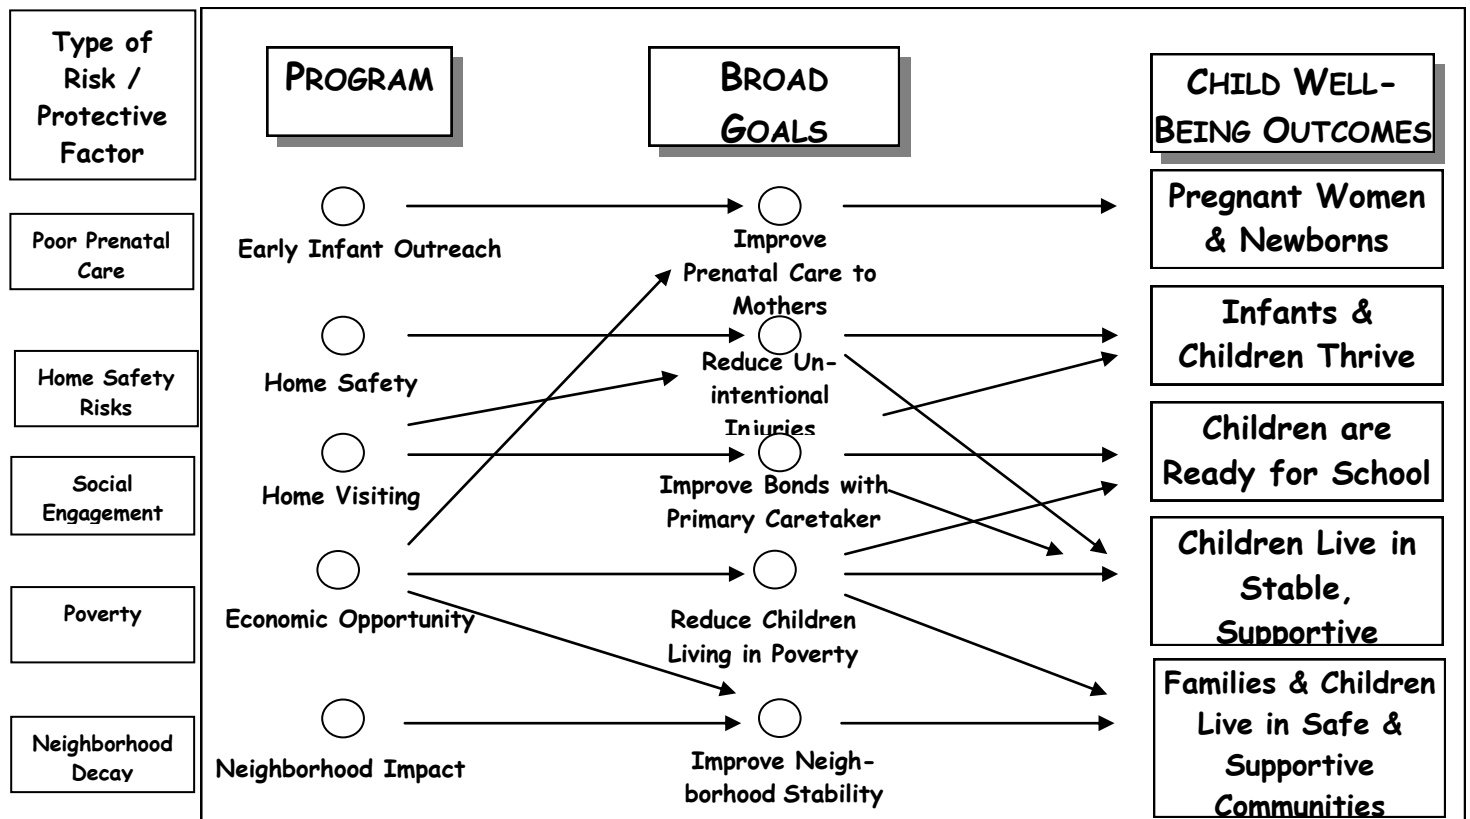 Type of
Risk /
Protective
Factor
PROGRAM
BROAD
GOALS
CHILD WELL-
BEING OUTCOMES
Poor Prenatal
Care
Early Infant Outreach
Improve
Prenatal Care to
Mothers
Pregnant Women
& Newborns
Home Safety
Risks
Home Safety
Reduce Un-
intentional
Injuries
Infants &
Children Thrive
Social
Engagement
Home Visiting
Improve Bonds with
Primary Caretaker
Children are
Ready for School
Poverty
Economic Opportunity
Reduce Children
Living in Poverty
Children Live in
Stable,
Supportive
Neighborhood
Decay
Neighborhood Impact
Improve Neigh-
borhood Stability
Families & Children
Live in Safe &
Supportive
Communities